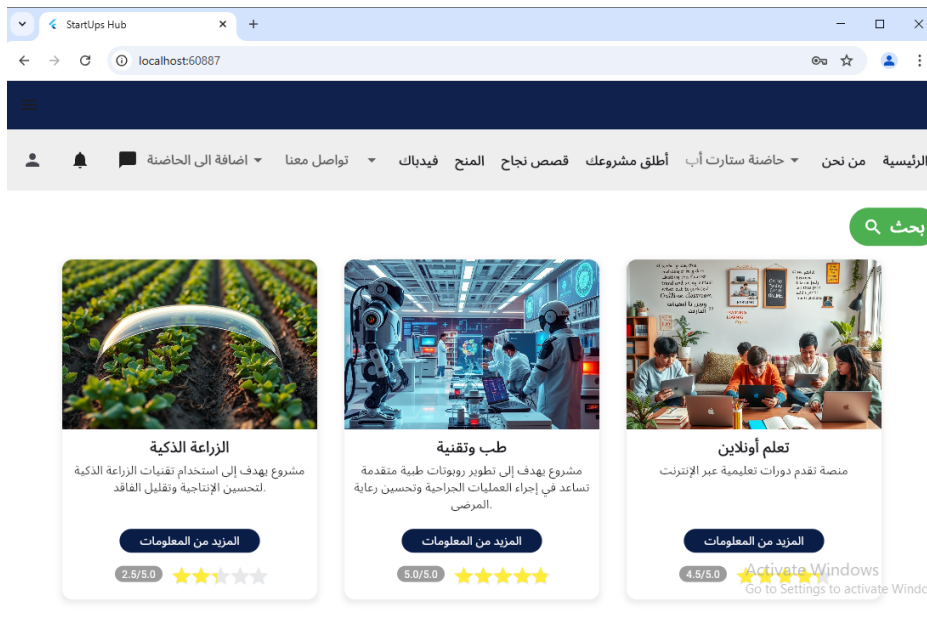 StartUps Hub
localhost:60887
الرئيسية
من نحن
حاضنة ستارت أب
أطلق مشروعك
قصص نجاح
المنح
فيدباك
تواصل معنا
اضافة الى الحاضنة
بحث
تعلم أونلاين
منصة تقدم دورات تعليمية عبر الإنترنت
المزيد من المعلومات
4.5/5.0
طب وتقنية
مشروع يهدف إلى تطوير روبوتات طبية متقدمة
تساعد في إجراء العمليات الجراحية وتحسين رعاية
.المرضى
المزيد من المعلومات
5.0/5.0
الزراعة الذكية
مشروع يهدف إلى استخدام تقنيات الزراعة الذكية
.لتحسين الإنتاجية وتقليل الفاقد
المزيد من المعلومات
2.5/5.0
Activate Windows
Go to Settings to activate Windo